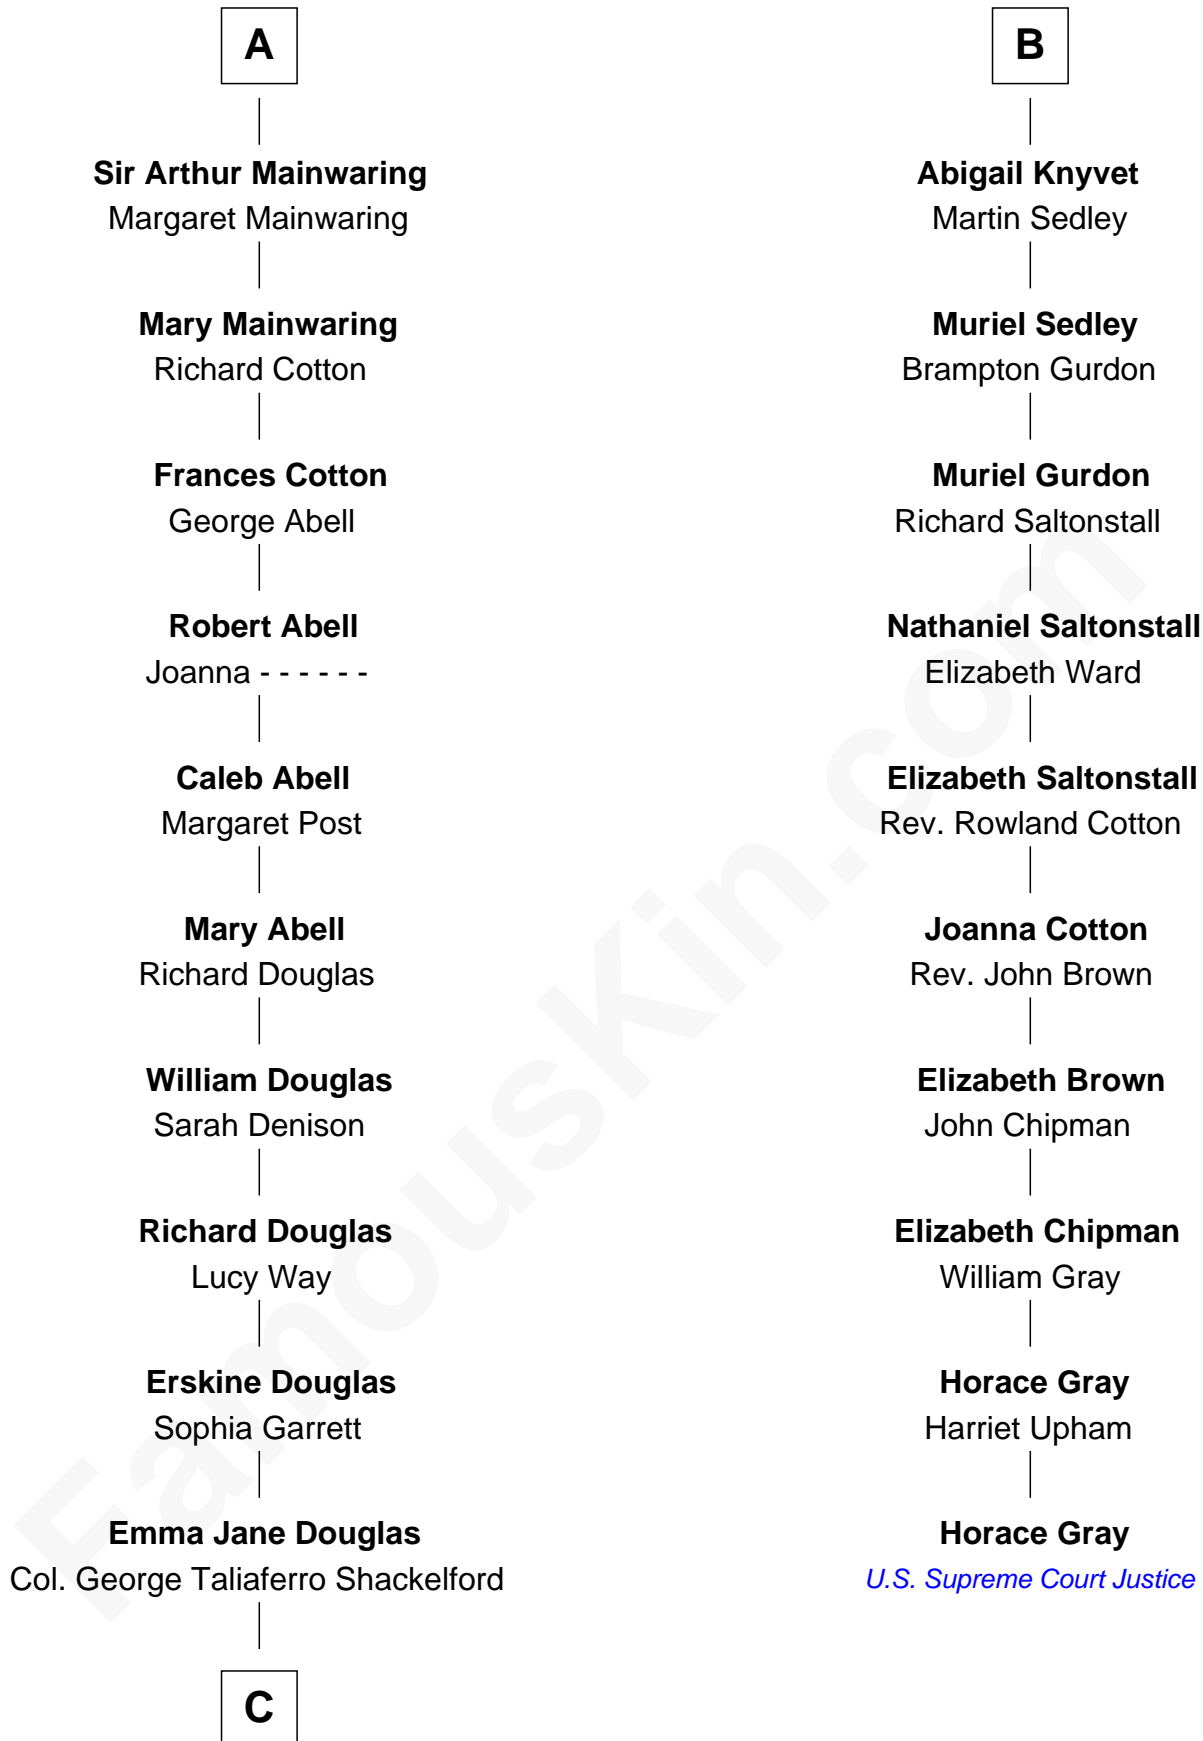 A
Sir Arthur Mainwaring
Margaret Mainwaring
Mary Mainwaring
Richard Cotton
Frances Cotton
George Abell
Robert Abell
Joanna - - - - - -
Caleb Abell
Margaret Post
Mary Abell
Richard Douglas
William Douglas
Sarah Denison
Richard Douglas
Lucy Way
Erskine Douglas
Sophia Garrett
Emma Jane Douglas
Col. George Taliaferro Shackelford
C
B
Abigail Knyvet
Martin Sedley
Muriel Sedley
Brampton Gurdon
Muriel Gurdon
Richard Saltonstall
Nathaniel Saltonstall
Elizabeth Ward
Elizabeth Saltonstall
Rev. Rowland Cotton
Joanna Cotton
Rev. John Brown
Elizabeth Brown
John Chipman
Elizabeth Chipman
William Gray
Horace Gray
Harriet Upham
Horace Gray
U.S. Supreme Court Justice
FamousKin.com